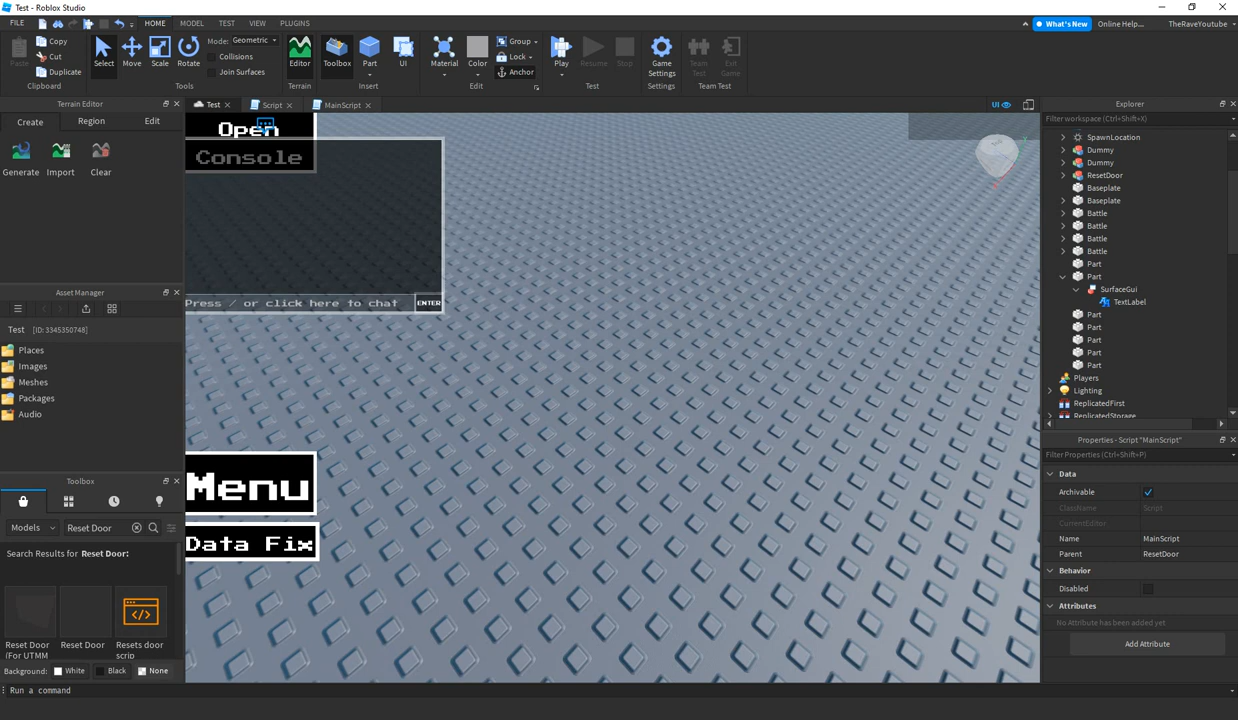 Test - Roblox Studio
FILE HOME MODEL TEST VIEW PLUGINS What's New Online Help... TheRaveYoutube
Paste Copy Cut Duplicate Clipboard
Select Move Scale Rotate Mode: Geometric Collisions Join Surfaces Tools
Editor Terrain
Toolbox Part UI Insert
Material Color Group Lock Anchor Edit
Play Resume Stop Test
Game Settings Settings
Team Test Exit Game Team Test
Terrain Editor
Create Region Edit
Generate Import Clear
Asset Manager
Test [ID: 3345350748]
Places
Images
Meshes
Packages
Audio
Toolbox
Models Reset Door
Search Results for Reset Door:
Reset Door (For UTMM
Reset Door
Resets door scrip
Background: White Black None
Run a command
Test Script MainScript UI
Open
Console
Press / or click here to chat ENTER
Menu
Data Fix
Explorer
Filter workspace (Ctrl+Shift+X)
SpawnLocation
Dummy
Dummy
ResetDoor
Baseplate
Baseplate
Battle
Battle
Battle
Battle
Part
Part
SurfaceGui
TextLabel
Part
Part
Part
Part
Part
Players
Lighting
ReplicatedFirst
ReplicatedStorage
Properties - Script "MainScript"
Filter Properties (Ctrl+Shift+P)
Data
Archivable
ClassName Script
CurrentEditor
Name MainScript
Parent ResetDoor
Behavior
Disabled
Attributes
No Attribute has been added yet
Add Attribute